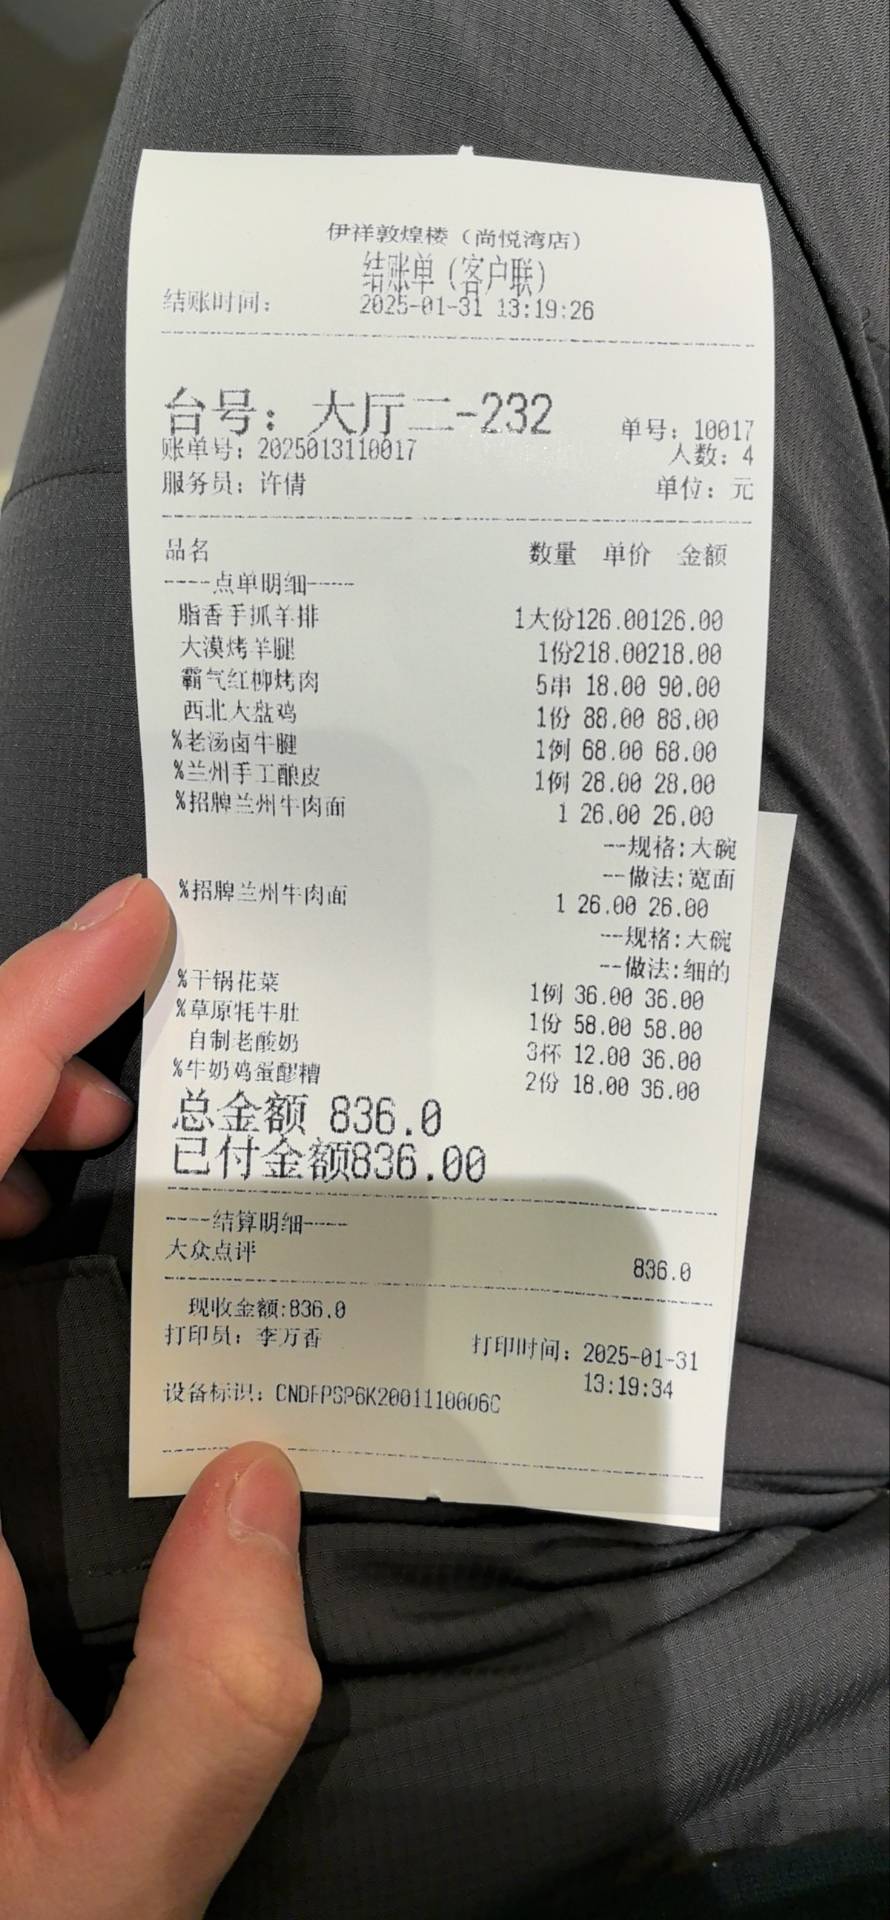 伊祥敦煌楼（尚悦湾店）
结账单（客户联）
结账时间： 2025-01-31 13:19:26
台号：大厅二-232 单号：10017
账单号：2025013110017 人数：4
服务员：许倩 单位：元
品名 数量 单价 金额
----点单明细----
脂香手抓羊排 1大份126.00126.00
大漠烤羊腿 1份218.00218.00
霸气红柳烤肉 5串 18.00 90.00
西北大盘鸡 1份 88.00 88.00
%老汤卤牛腱 1例 68.00 68.00
%兰州手工酿皮 1例 28.00 28.00
%招牌兰州牛肉面 1 26.00 26.00
--规格:大碗
--做法:宽面
%招牌兰州牛肉面 1 26.00 26.00
--规格:大碗
--做法:细的
%干锅花菜 1例 36.00 36.00
%草原牦牛肚 1份 58.00 58.00
自制老酸奶 3杯 12.00 36.00
%牛奶鸡蛋醪糟 2份 18.00 36.00
总金额 836.0
已付金额836.00
----结算明细----
大众点评 836.0
现收金额:836.0
打印员：李万香 打印时间：2025-01-31
13:19:34
设备标识：CNDFPSP6K2001110006C